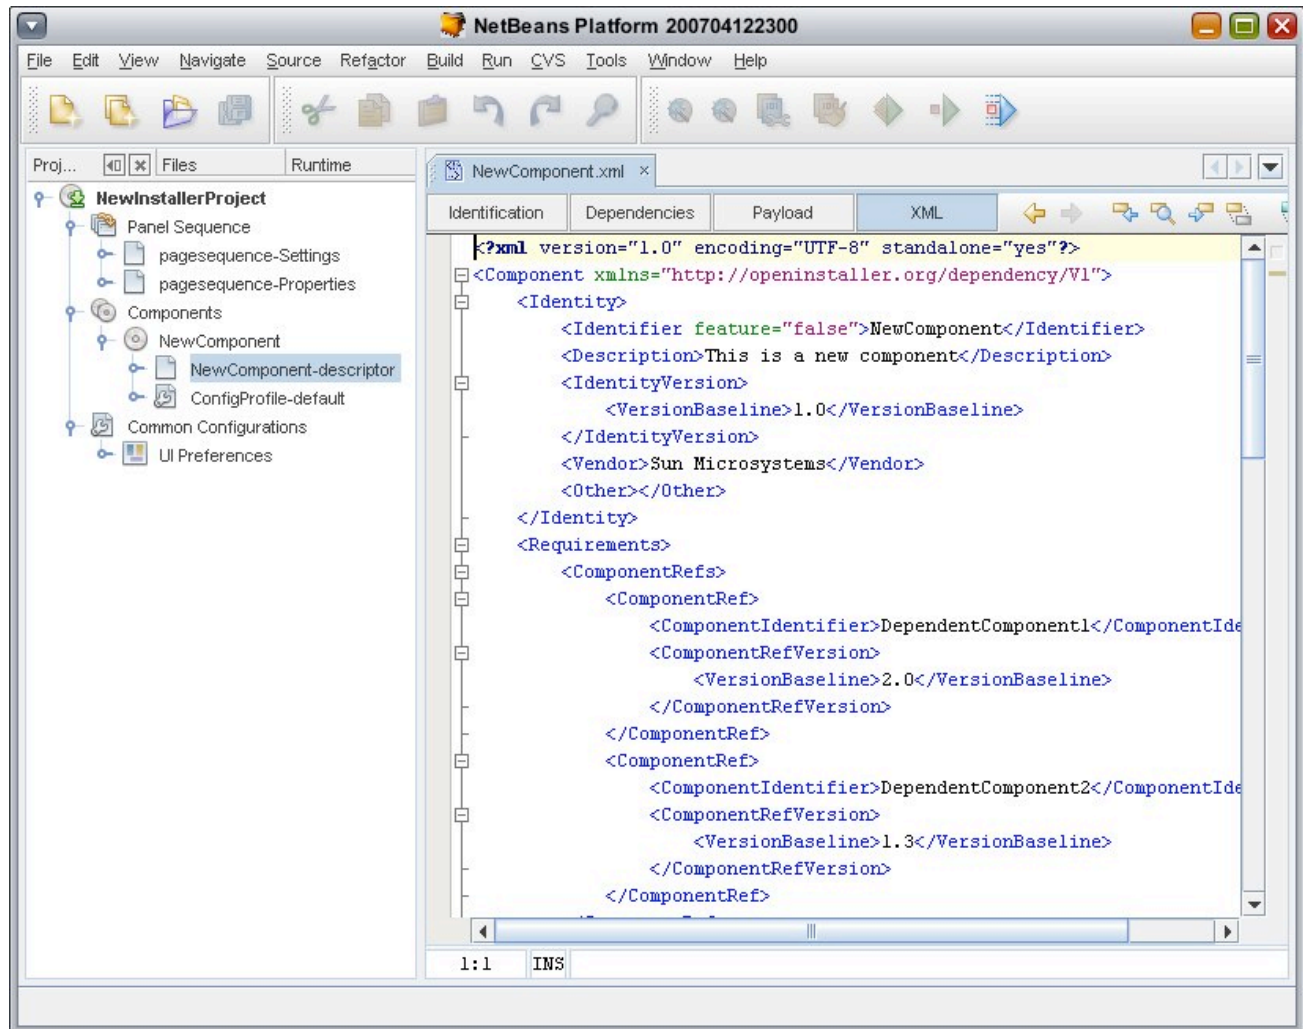 NetBeans Platform 200704122300
File Edit View Navigate Source Refactor Build Run CVS Tools Window Help
Proj... Files Runtime
NewInstallerProject
Panel Sequence
pagesequence-Settings
pagesequence-Properties
Components
NewComponent
NewComponent-descriptor
ConfigProfile-default
Common Configurations
UI Preferences
NewComponent.xml
Identification Dependencies Payload XML
<?xml version="1.0" encoding="UTF-8" standalone="yes"?>
<Component xmlns="http://openinstaller.org/dependency/V1">
<Identity>
<Identifier feature="false">NewComponent</Identifier>
<Description>This is a new component</Description>
<IdentityVersion>
<VersionBaseline>1.0</VersionBaseline>
</IdentityVersion>
<Vendor>Sun Microsystems</Vendor>
<Other></Other>
</Identity>
<Requirements>
<ComponentRefs>
<ComponentRef>
<ComponentIdentifier>DependentComponent1</ComponentIde
<ComponentRefVersion>
<VersionBaseline>2.0</VersionBaseline>
</ComponentRefVersion>
</ComponentRef>
<ComponentRef>
<ComponentIdentifier>DependentComponent2</ComponentIde
<ComponentRefVersion>
<VersionBaseline>1.3</VersionBaseline>
</ComponentRefVersion>
</ComponentRef>
1:1 INS